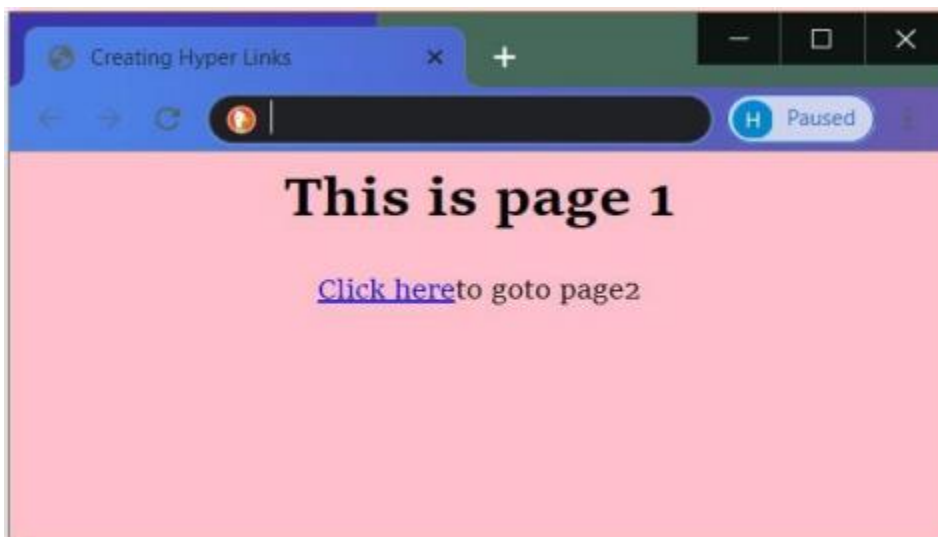 Creating Hyper Links
H Paused
This is page 1
Click hereto goto page2